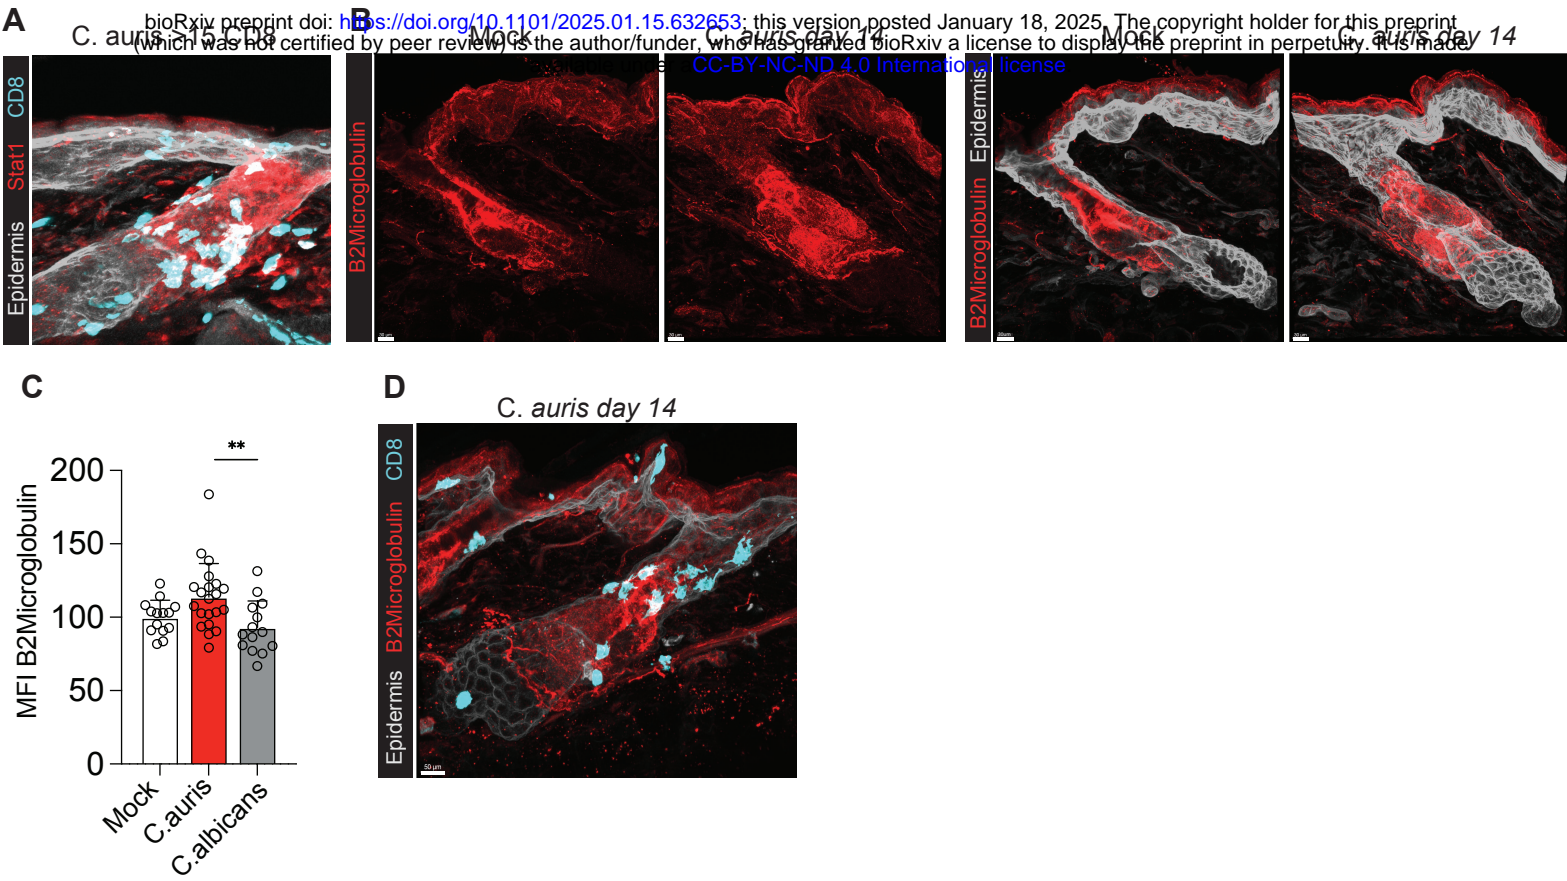 bioRxiv preprint doi: https://doi.org/10.1101/2025.01.15.632653; this version posted January 18, 2025. The copyright holder for this preprint
(which was not certified by peer review) is the author/funder, who has granted bioRxiv a license to display the preprint in perpetuity. It is made
available under a CC-BY-NC-ND 4.0 International license
A
C. auris >15 CD8
Epidermis Stat1 CD8
B
Mock
C. auris day 14
B2Microglobulin
Mock
C. auris day 14
B2Microglobulin Epidermis
C
MFI B2Microglobulin
200
150
100
50
0
**
Mock
C.auris
C.albicans
D
C. auris day 14
Epidermis B2Microglobulin CD8
50 µm